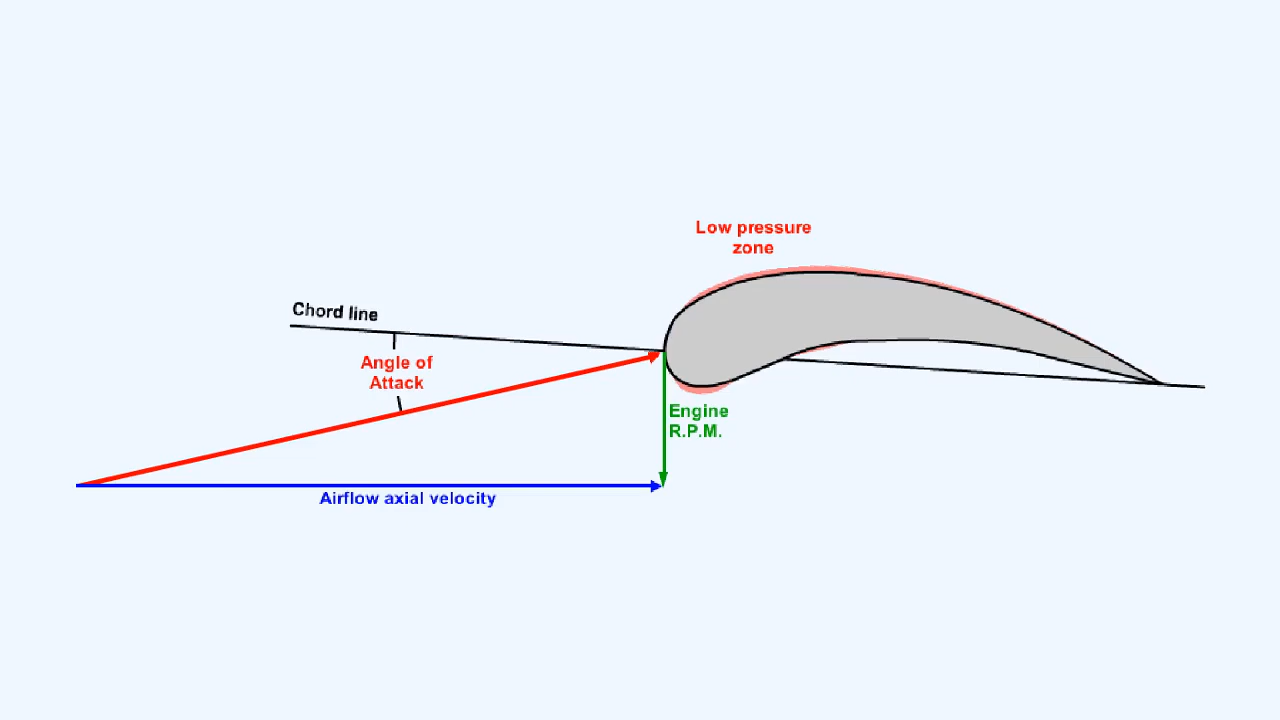 Low pressure
zone
Chord line
Angle of
Attack
Engine
R.P.M.
Airflow axial velocity